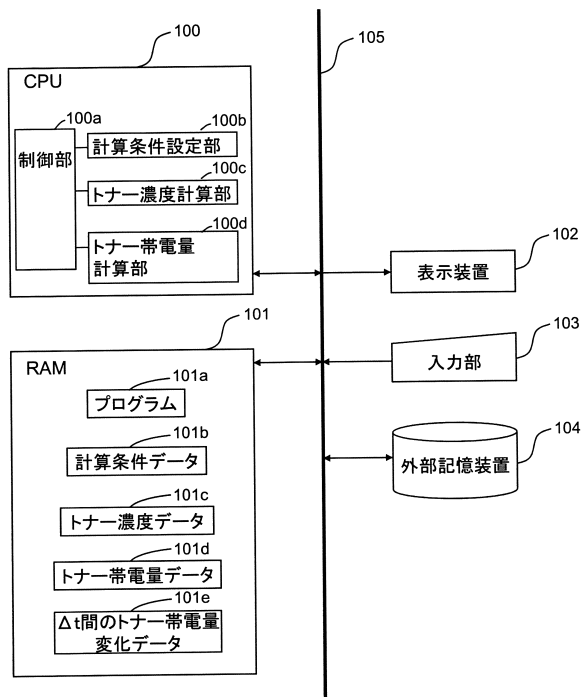 100
105
CPU
100a
制御部
100b
計算条件設定部
100c
トナー濃度計算部
100d
トナー帯電量
計算部
102
表示装置
101
RAM
103
入力部
101a
プログラム
101b
計算条件データ
104
外部記憶装置
101c
トナー濃度データ
101d
トナー帯電量データ
101e
Δt間のトナー帯電量
変化データ